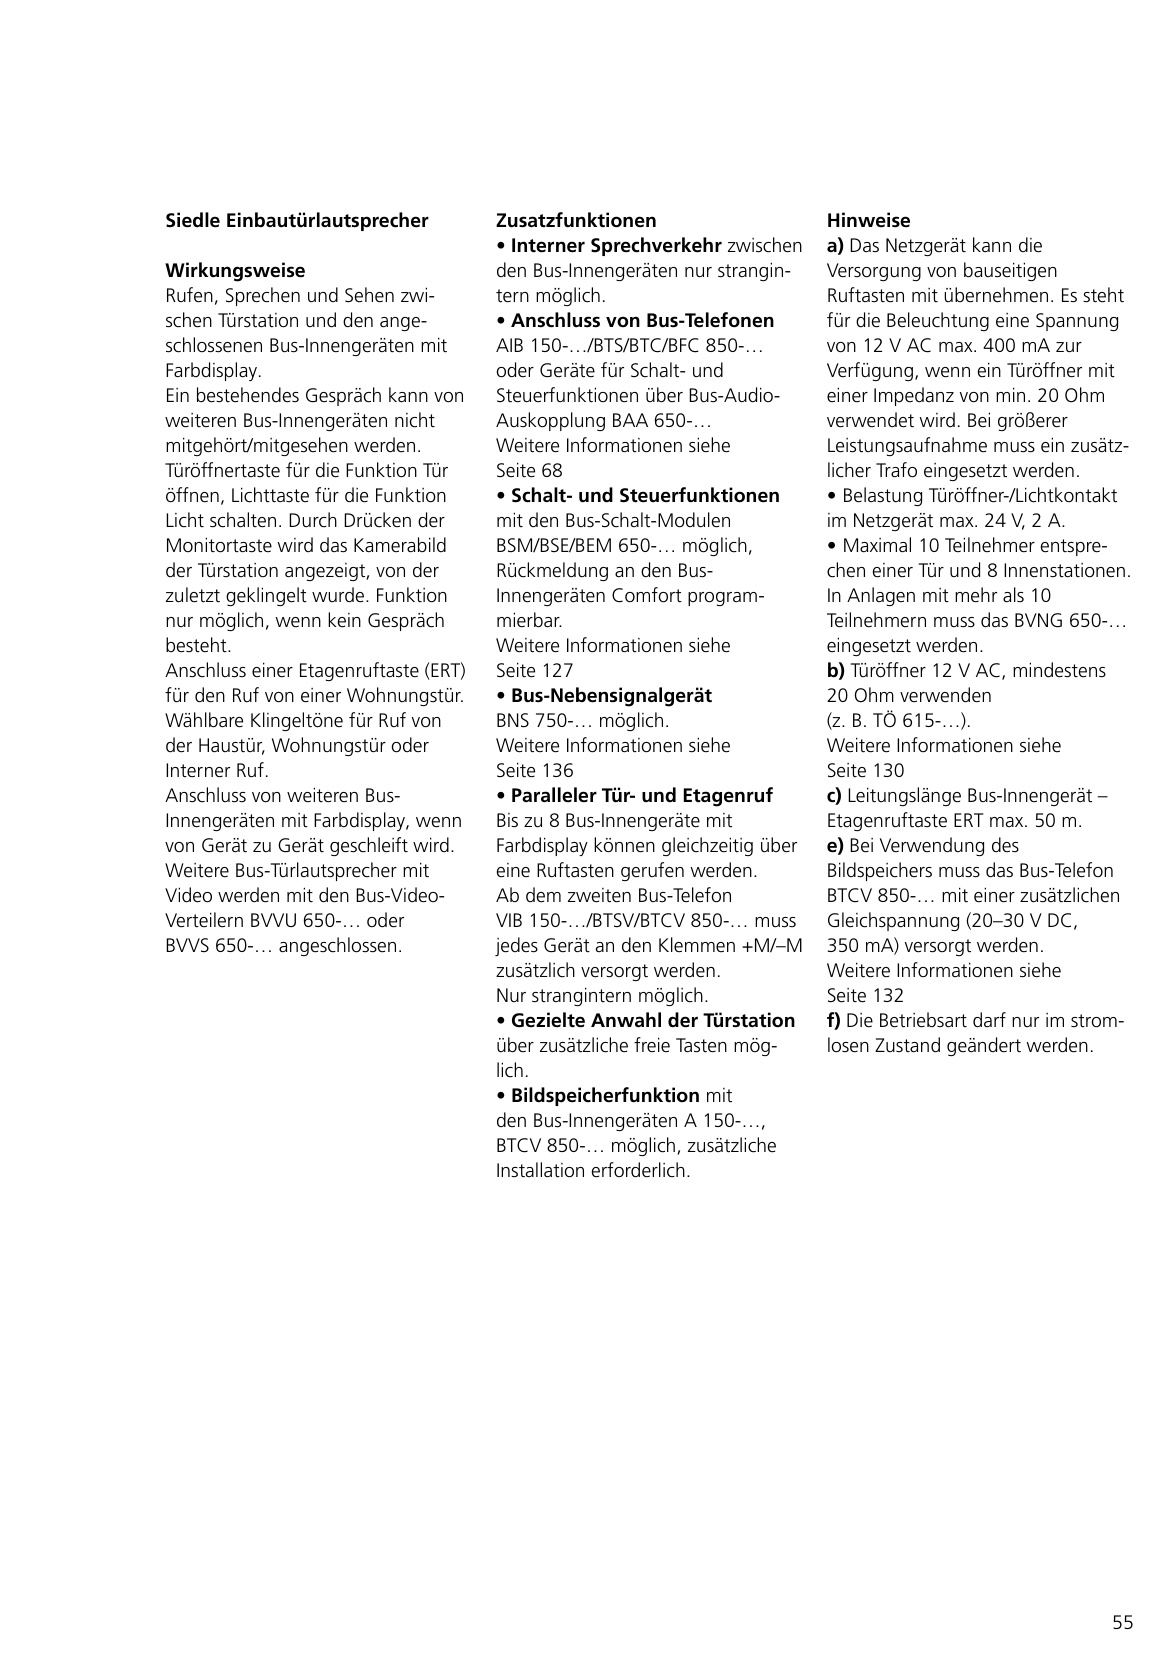 Siedle Einbautürlautsprecher
Wirkungsweise
Rufen, Sprechen und Sehen zwi-
schen Türstation und den ange-
schlossenen Bus-Innengeräten mit
Farbdisplay.
Ein bestehendes Gespräch kann von
weiteren Bus-Innengeräten nicht
mitgehört/mitgesehen werden.
Türöffnertaste für die Funktion Tür
öffnen, Lichttaste für die Funktion
Licht schalten. Durch Drücken der
Monitortaste wird das Kamerabild
der Türstation angezeigt, von der
zuletzt geklingelt wurde. Funktion
nur möglich, wenn kein Gespräch
besteht.
Anschluss einer Etagenruftaste (ERT)
für den Ruf von einer Wohnungstür.
Wählbare Klingeltöne für Ruf von
der Haustür, Wohnungstür oder
Interner Ruf.
Anschluss von weiteren Bus-
Innengeräten mit Farbdisplay, wenn
von Gerät zu Gerät geschleift wird.
Weitere Bus-Türlautsprecher mit
Video werden mit den Bus-Video-
Verteilern BVVU 650-… oder
BVVS 650-… angeschlossen.
Zusatzfunktionen
• Interner Sprechverkehr zwischen
den Bus-Innengeräten nur strangin-
tern möglich.
• Anschluss von Bus-Telefonen
AIB 150-…/BTS/BTC/BFC 850-…
oder Geräte für Schalt- und
Steuerfunktionen über Bus-Audio-
Auskopplung BAA 650-…
Weitere Informationen siehe
Seite 68
• Schalt- und Steuerfunktionen
mit den Bus-Schalt-Modulen
BSM/BSE/BEM 650-… möglich,
Rückmeldung an den Bus-
Innengeräten Comfort program-
mierbar.
Weitere Informationen siehe
Seite 127
• Bus-Nebensignalgerät
BNS 750-… möglich.
Weitere Informationen siehe
Seite 136
• Paralleler Tür- und Etagenruf
Bis zu 8 Bus-Innengeräte mit
Farbdisplay können gleichzeitig über
eine Ruftasten gerufen werden.
Ab dem zweiten Bus-Telefon
VIB 150-…/BTSV/BTCV 850-… muss
jedes Gerät an den Klemmen +M/–M
zusätzlich versorgt werden.
Nur strangintern möglich.
• Gezielte Anwahl der Türstation
über zusätzliche freie Tasten mög-
lich.
• Bildspeicherfunktion mit
den Bus-Innengeräten A 150-…,
BTCV 850-… möglich, zusätzliche
Installation erforderlich.
Hinweise
a) Das Netzgerät kann die
Versorgung von bauseitigen
Ruftasten mit übernehmen. Es steht
für die Beleuchtung eine Spannung
von 12 V AC max. 400 mA zur
Verfügung, wenn ein Türöffner mit
einer Impedanz von min. 20 Ohm
verwendet wird. Bei größerer
Leistungsaufnahme muss ein zusätz-
licher Trafo eingesetzt werden.
• Belastung Türöffner-/Lichtkontakt
im Netzgerät max. 24 V, 2 A.
• Maximal 10 Teilnehmer entspre-
chen einer Tür und 8 Innenstationen.
In Anlagen mit mehr als 10
Teilnehmern muss das BVNG 650-…
eingesetzt werden.
b) Türöffner 12 V AC, mindestens
20 Ohm verwenden
(z. B. TÖ 615-…).
Weitere Informationen siehe
Seite 130
c) Leitungslänge Bus-Innengerät –
Etagenruftaste ERT max. 50 m.
e) Bei Verwendung des
Bildspeichers muss das Bus-Telefon
BTCV 850-… mit einer zusätzlichen
Gleichspannung (20–30 V DC,
350 mA) versorgt werden.
Weitere Informationen siehe
Seite 132
f) Die Betriebsart darf nur im strom-
losen Zustand geändert werden.
55